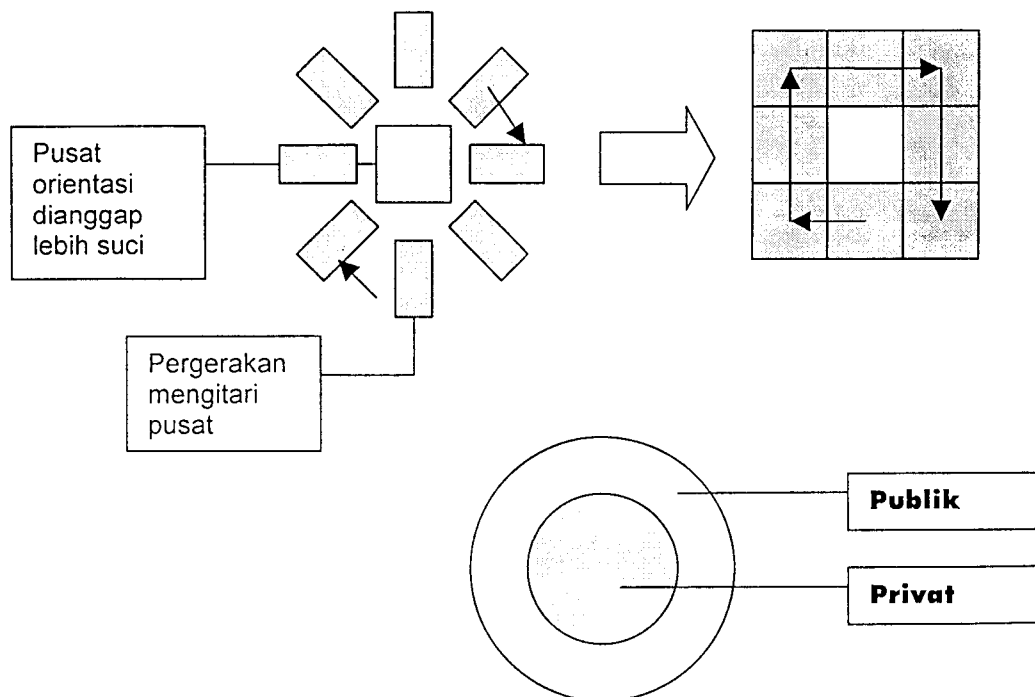 Pusat
orientasi
dianggap
lebih suci
Pergerakan
mengitari
pusat
Publik
Privat